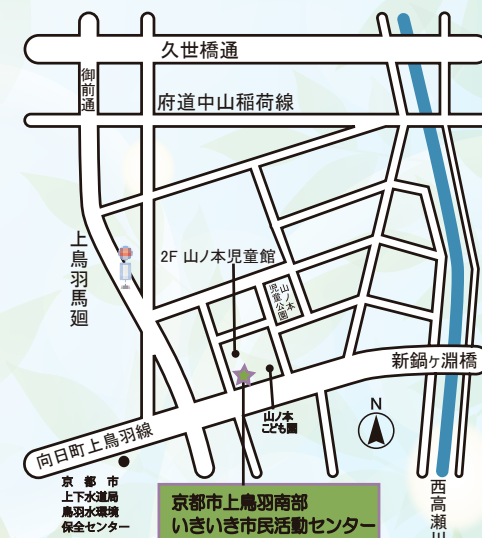 久世橋通
御前通
府道中山稲荷線
上鳥羽馬廻
2F 山ノ本児童館
山ノ本
児童公園
新鍋ヶ淵橋
山ノ本
こども園
N
向日町上鳥羽線
京都市
上下水道局
鳥羽水環境
保全センター
京都市上鳥羽南部
いきいき市民活動センター
西高瀬川